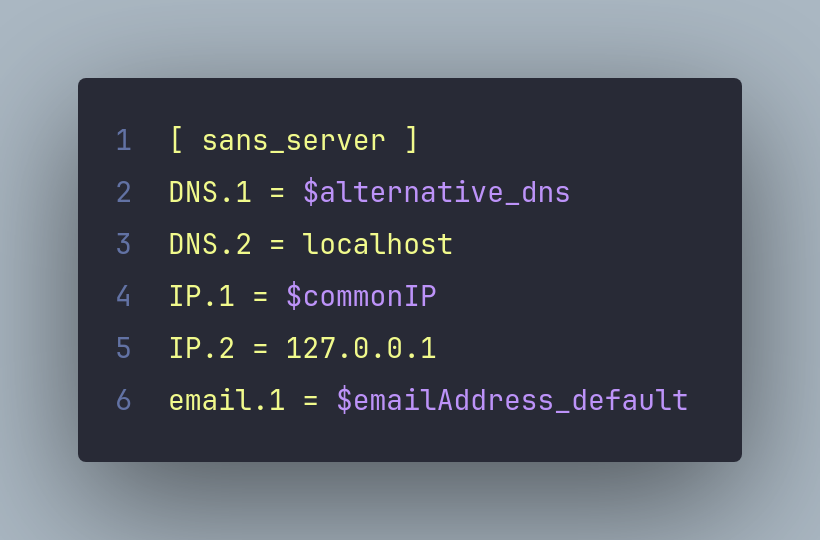 1 [ sans_server ]
2 DNS.1 = $alternative_dns
3 DNS.2 = localhost
4 IP.1 = $commonIP
5 IP.2 = 127.0.0.1
6 email.1 = $emailAddress_default